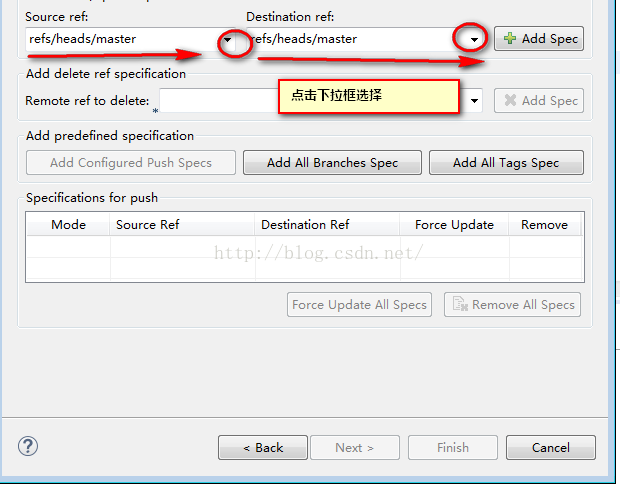 Source ref:
Destination ref:
refs/heads/master
refs/heads/master
Add Spec
Add delete ref specification
点击下拉框选择
Remote ref to delete:
*
Add Spec
Add predefined specification
Add Configured Push Specs
Add All Branches Spec
Add All Tags Spec
Specifications for push
Mode
Source Ref
Destination Ref
Force Update
Remove
http://blog.csdn.net/
Force Update All Specs
Remove All Specs
?
< Back
Next >
Finish
Cancel